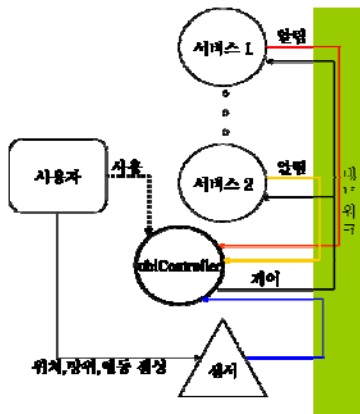 서비스 1
알림
사용자
사용
서비스 2
알림
ubiController
제어
네트워크
위치,방위,행동 센싱
센서